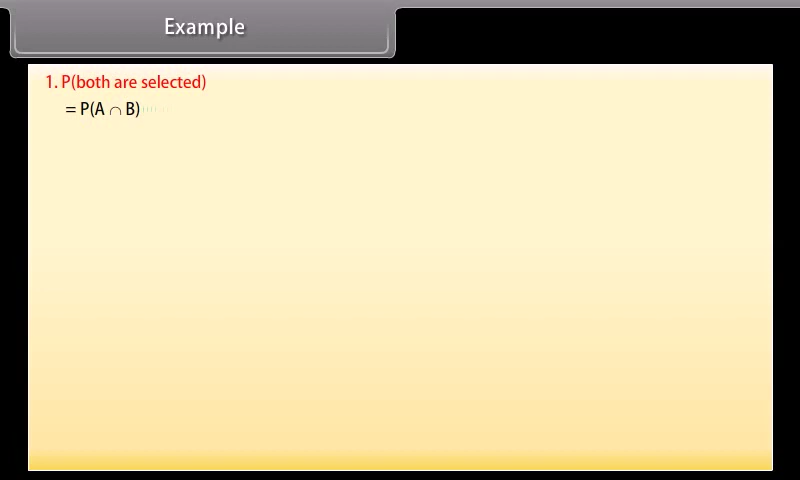 Example
1. P(both are selected)
= P(A ∩ B)